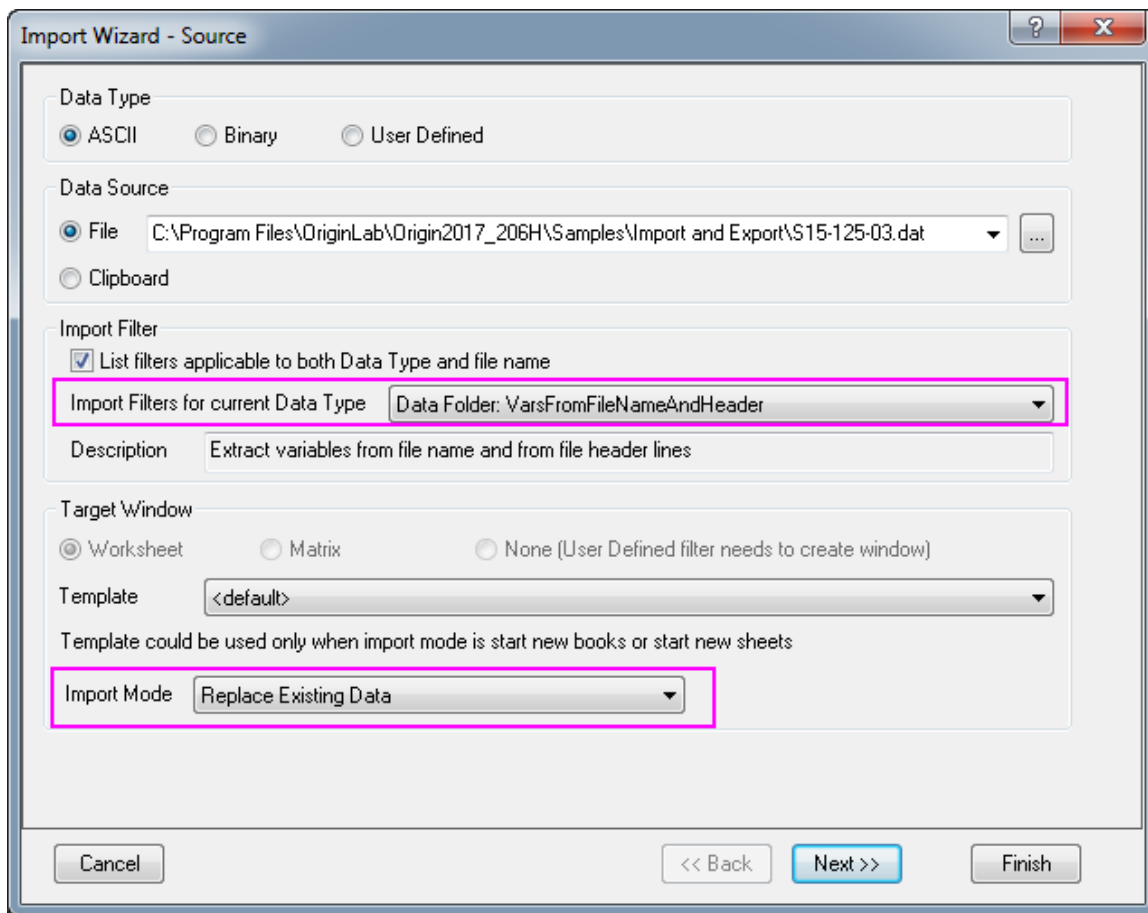 Import Wizard - Source
?
X
Data Type
ASCII Binary User Defined
Data Source
File C:\Program Files\OriginLab\Origin2017_206H\Samples\Import and Export\S15-125-03.dat ...
Clipboard
Import Filter
List filters applicable to both Data Type and file name
Import Filters for current Data Type Data Folder: VarsFromFileNameAndHeader
Description Extract variables from file name and from file header lines
Target Window
Worksheet Matrix None (User Defined filter needs to create window)
Template <default>
Template could be used only when import mode is start new books or start new sheets
Import Mode Replace Existing Data
Cancel << Back Next >> Finish